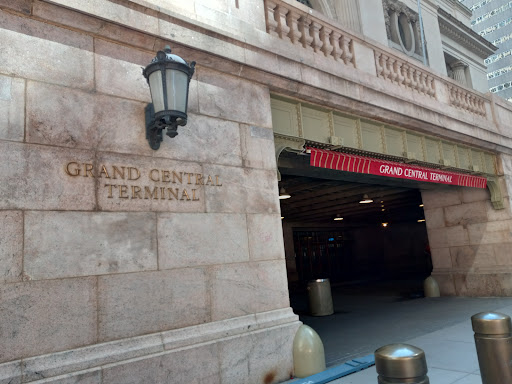 GRAND CENTRAL
TERMINAL
GRAND CENTRAL TERMINAL